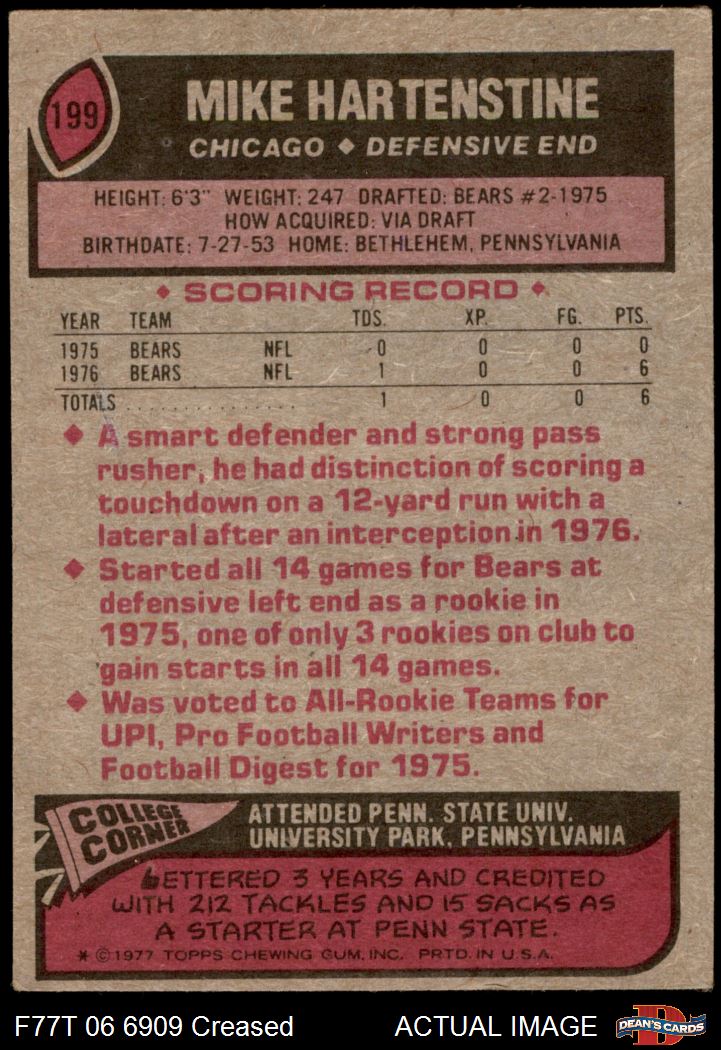 199
MIKE HARTENSTINE
CHICAGO ◆ DEFENSIVE END
HEIGHT: 6'3" WEIGHT: 247 DRAFTED: BEARS #2-1975
HOW ACQUIRED: VIA DRAFT
BIRTHDATE: 7-27-53 HOME: BETHLEHEM, PENNSYLVANIA
◆ SCORING RECORD ◆
YEAR TEAM TDS. XP. FG. PTS.
1975 BEARS NFL 0 0 0 0
1976 BEARS NFL 1 0 0 6
TOTALS . . . . . . . . . . . . . . 1 0 0 6
◆ A smart defender and strong pass
rusher, he had distinction of scoring a
touchdown on a 12-yard run with a
lateral after an interception in 1976.
◆ Started all 14 games for Bears at
defensive left end as a rookie in
1975, one of only 3 rookies on club to
gain starts in all 14 games.
◆ Was voted to All-Rookie Teams for
UPI, Pro Football Writers and
Football Digest for 1975.
COLLEGE
CORNER
ATTENDED PENN. STATE UNIV.
UNIVERSITY PARK, PENNSYLVANIA
LETTERED 3 YEARS AND CREDITED
WITH 212 TACKLES AND 15 SACKS AS
A STARTER AT PENN STATE.
* ©1977 TOPPS CHEWING GUM, INC. PRTD. IN U.S.A.
F77T 06 6909 Creased ACTUAL IMAGE
D
DEAN'S CARDS